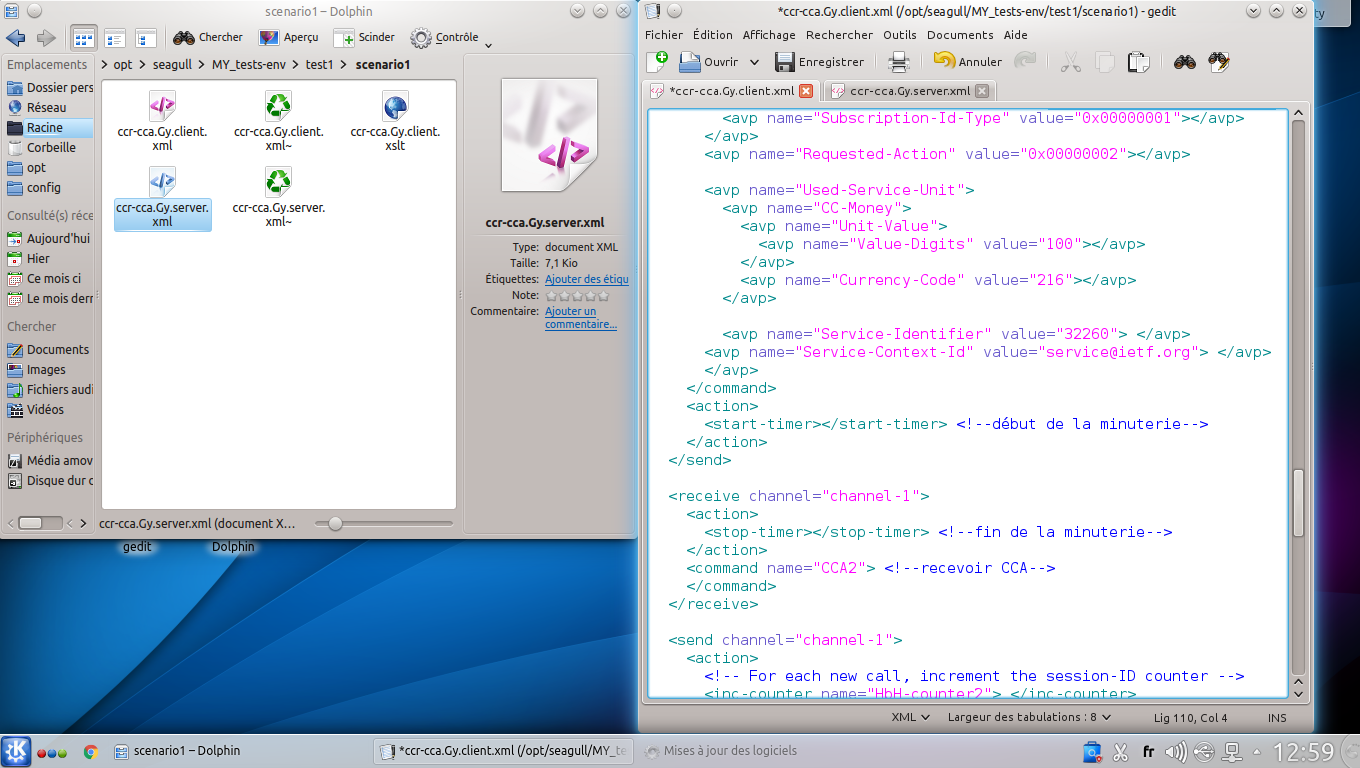 scenario1 – Dolphin
Chercher
Aperçu
Scinder
Contrôle
Emplacements
> opt > seagull > MY_tests-env > test1 > scenario1
Dossier pers
Réseau
Racine
Corbeille
opt
config
Consulté(s) réce
Aujourd'hui
Hier
Ce mois ci
Le mois derr
Chercher
Documents
Images
Fichiers audi
Vidéos
Périphériques
Média amov
Disque dur c
ccr-cca.Gy.client.
xml
ccr-cca.Gy.client.
xml~
ccr-cca.Gy.client.
xslt
ccr-cca.Gy.server.
xml
ccr-cca.Gy.server.
xml~
ccr-cca.Gy.server.xml (document X...
ccr-cca.Gy.server.xml
Type: document XML
Taille: 7,1 Kio
Étiquettes: Ajouter des étiqu
Note:
Commentaire: Ajouter un
commentaire...
gedit
Dolphin
*ccr-cca.Gy.client.xml (/opt/seagull/MY_tests-env/test1/scenario1) - gedit
ty
Fichier Édition Affichage Rechercher Outils Documents Aide
Ouvrir
Enregistrer
Annuler
*ccr-cca.Gy.client.xml
ccr-cca.Gy.server.xml
<avp name="Subscription-Id-Type" value="0x00000001"></avp>
</avp>
<avp name="Requested-Action" value="0x00000002"></avp>
<avp name="Used-Service-Unit">
<avp name="CC-Money">
<avp name="Unit-Value">
<avp name="Value-Digits" value="100"></avp>
</avp>
<avp name="Currency-Code" value="216"></avp>
</avp>
<avp name="Service-Identifier" value="32260"> </avp>
<avp name="Service-Context-Id" value="service@ietf.org"> </avp>
</avp>
</command>
<action>
<start-timer></start-timer> <!--début de la minuterie-->
</action>
</send>
<receive channel="channel-1">
<action>
<stop-timer></stop-timer> <!--fin de la minuterie-->
</action>
<command name="CCA2"> <!--recevoir CCA-->
</command>
</receive>
<send channel="channel-1">
<action>
<!-- For each new call, increment the session-ID counter -->
<inc-counter name="HbH-counter2"> </inc-counter>
XML
Largeur des tabulations : 8
Lig 110, Col 4
INS
scenario1 – Dolphin
*ccr-cca.Gy.client.xml (/opt/seagull/MY_te
Mises à jour des logiciels
fr
12:59